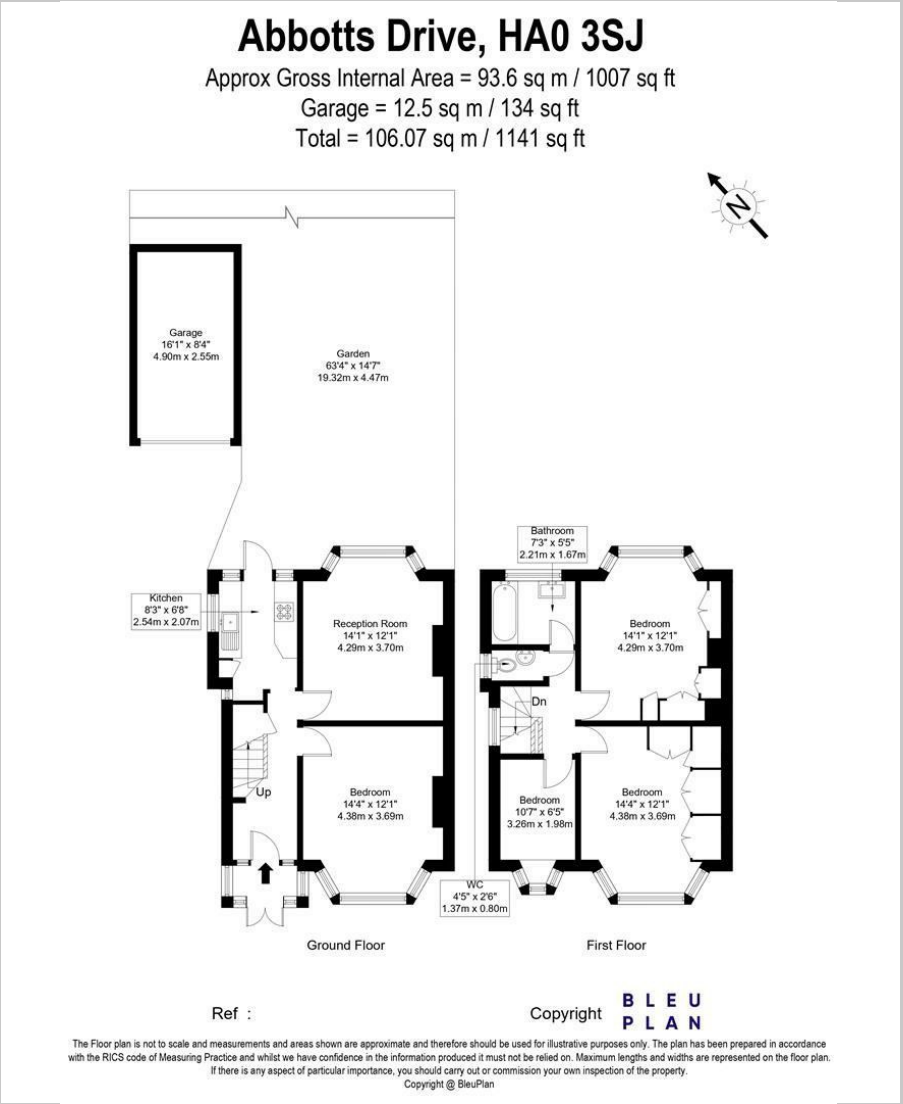 Abbotts Drive, HA0 3SJ
Approx Gross Internal Area = 93.6 sq m / 1007 sq ft
Garage = 12.5 sq m / 134 sq ft
Total = 106.07 sq m / 1141 sq ft
N
Garage
16'1" x 8'4"
4.90m x 2.55m
Garden
63'4" x 14'7"
19.32m x 4.47m
Bathroom
7'3" x 5'5"
2.21m x 1.67m
Kitchen
8'3" x 6'8"
2.54m x 2.07m
Reception Room
14'1" x 12'1"
4.29m x 3.70m
Bedroom
14'1" x 12'1"
4.29m x 3.70m
Dn
Up
Bedroom
14'4" x 12'1"
4.38m x 3.69m
Bedroom
10'7" x 6'5"
3.26m x 1.98m
Bedroom
14'4" x 12'1"
4.38m x 3.69m
WC
4'5" x 2'6"
1.37m x 0.80m
Ground Floor
First Floor
Ref :
Copyright
BLEU
PLAN
The Floor plan is not to scale and measurements and areas shown are approximate and therefore should be used for illustrative purposes only. The plan has been prepared in accordance
with the RICS code of Measuring Practice and whilst we have confidence in the information produced it must not be relied on. Maximum lengths and widths are represented on the floor plan.
If there is any aspect of particular importance, you should carry out or commission your own inspection of the property.
Copyright @ BleuPlan